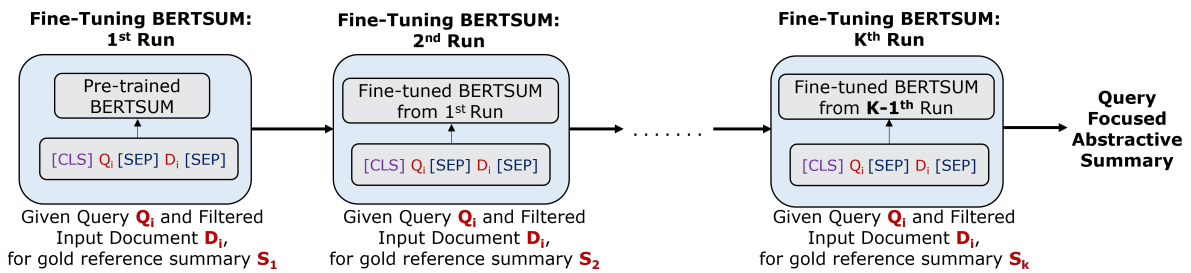 Fine-Tuning BERTSUM:
1st Run
Pre-trained
BERTSUM
[CLS] Qi [SEP] Di [SEP]
Given Query Qi and Filtered
Input Document Di,
for gold reference summary S1
Fine-Tuning BERTSUM:
2nd Run
Fine-tuned BERTSUM
from 1st Run
[CLS] Qi [SEP] Di [SEP]
Given Query Qi and Filtered
Input Document Di,
for gold reference summary S2
. . . . . . .
Fine-Tuning BERTSUM:
Kth Run
Fine-tuned BERTSUM
from K-1th Run
[CLS] Qi [SEP] Di [SEP]
Given Query Qi and Filtered
Input Document Di,
for gold reference summary Sk
Query
Focused
Abstractive
Summary